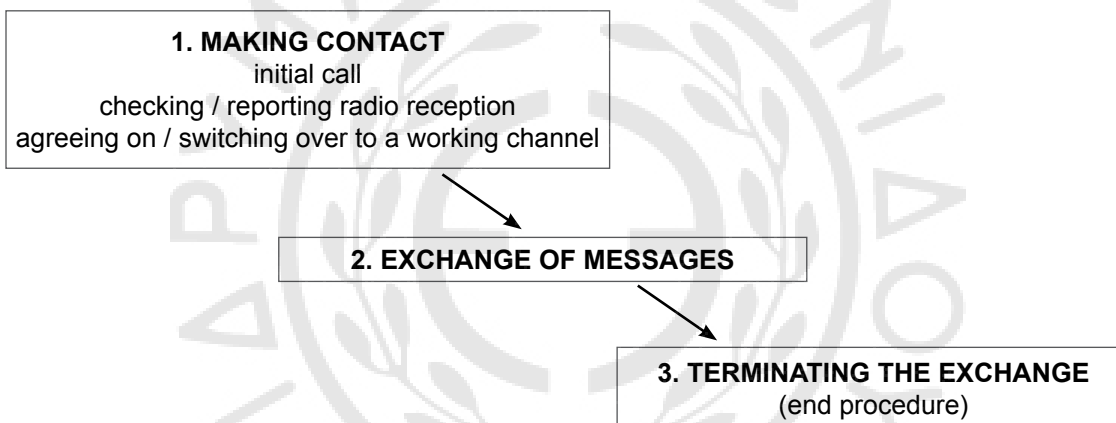 1. MAKING CONTACT
initial call
checking / reporting radio reception
agreeing on / switching over to a working channel
2. EXCHANGE OF MESSAGES
3. TERMINATING THE EXCHANGE
(end procedure)